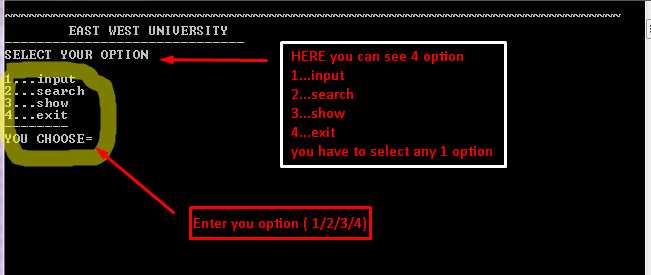 EAST WEST UNIVERSITY
SELECT YOUR OPTION
1...input
2...search
3...show
4...exit
YOU CHOOSE=
HERE you can see 4 option
1...input
2...search
3...show
4...exit
you have to select any 1 option
Enter you option ( 1/2/3/4)